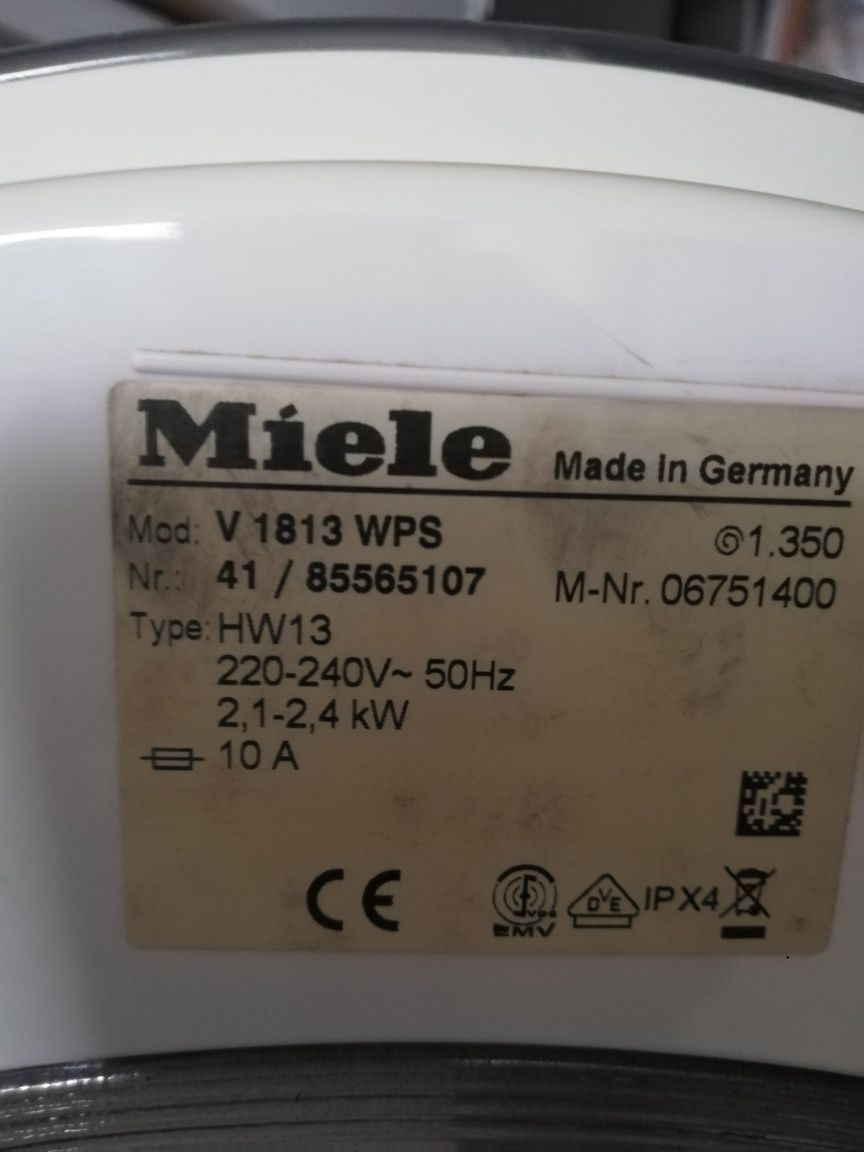 Miele Made in Germany
Mod: V 1813 WPS 1.350
Nr.: 41 / 85565107 M-Nr. 06751400
Type: HW13
220-240V~ 50Hz
2,1-2,4 kW
10 A
CE VDE EMV DVE IPX4